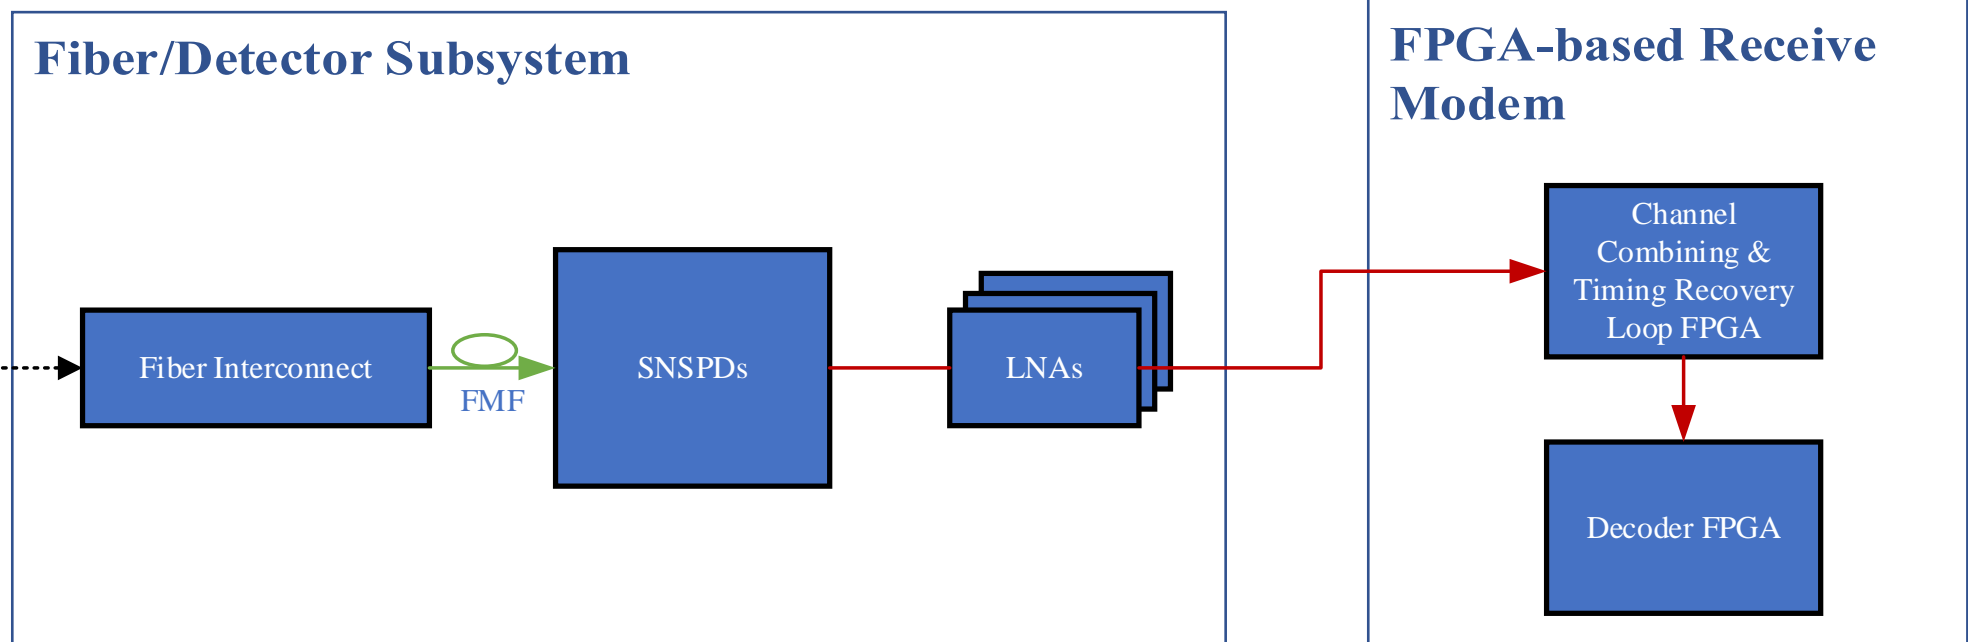 Fiber/Detector Subsystem
FPGA-based Receive
Modem
Fiber Interconnect
FMF
SNSPDs
LNAs
Channel
Combining &
Timing Recovery
Loop FPGA
Decoder FPGA